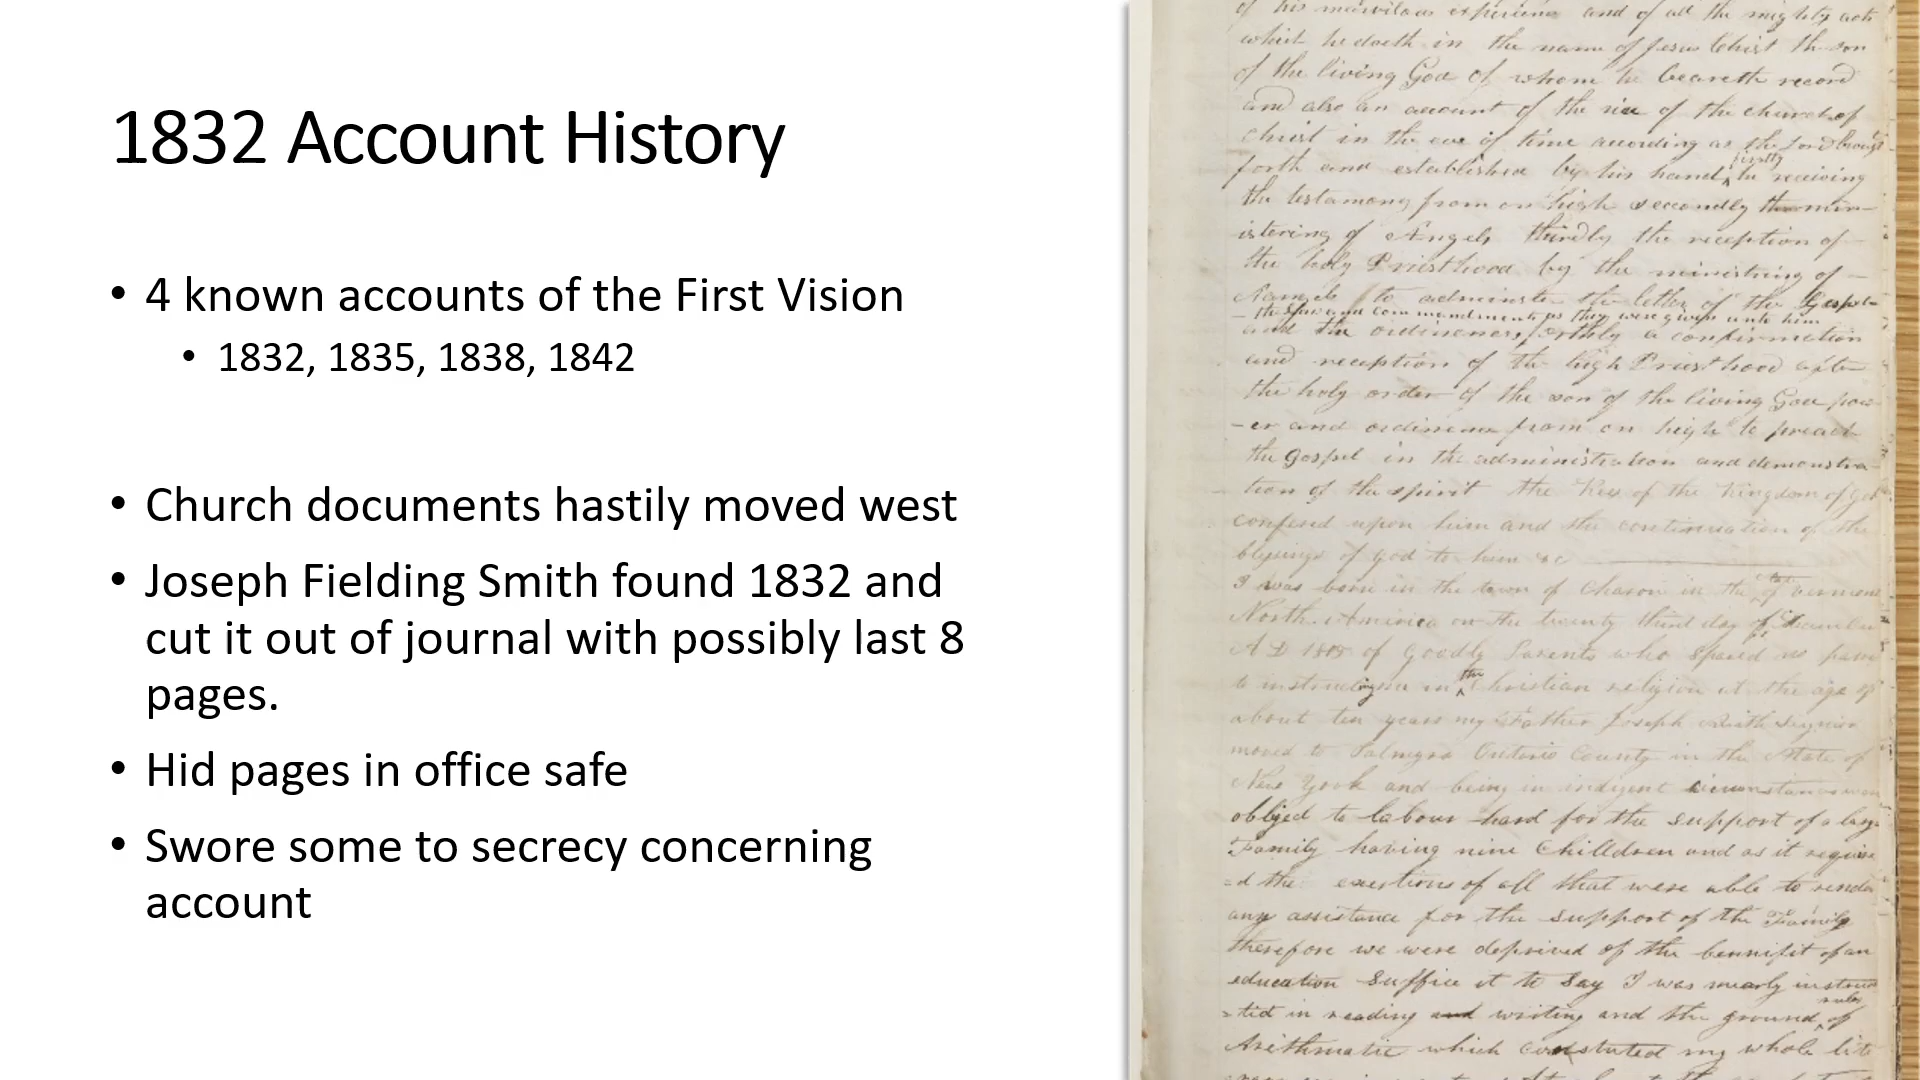 1832 Account History
• 4 known accounts of the First Vision
• 1832, 1835, 1838, 1842
• Church documents hastily moved west
• Joseph Fielding Smith found 1832 and
cut it out of journal with possibly last 8
pages.
• Hid pages in office safe
• Swore some to secrecy concerning
account
of his marvilous experience and of all the mighty acts
which he doeth in the name of Jesus Christ the son
of the living God of whom he beareth record
and also an account of the rise of the church of
Christ in the eve of time according as the Lord brough
firstly
forth and established by his hand he receiving
the testamony from on high seccondly the min-
istering of Angels thirdly the reception of
the holy Priesthood by the ministring of
Aangels to adminster the letter of the Gospel
the Law and commandments as they were given unto him
and the ordinencs, forthly a confirmation
and reception of the high Priesthood after
the holy order of the son of the living God pow
-er and ordinence from on high to preach
the Gospel in the administration and demonstra-
tion of the spirit the Kees of the Kingdom of God
confered upon him and the continuation of the
blessings of God to him &c
I was born in the town of Charon in the of Vermont
North America on the twenty third day of December
A D 1805 of goodly Parents who spared no pains
the
to instructing me in christian religion at the age of
about ten years my Father Joseph Smith Seignior
moved to Palmyra Ontario County in the State of
New York and being in indigent circumstances were
obliged to labour hard for the support of a large
Family having nine chilldren and as it require
=d the exertions of all that were able to render
any assistance for the support of the Family
therefore we were deprived of the bennifit of an
education suffice it to say I was mearly instruc
rules
=tid in reading and writing and the ground of
Arithmatic which constuted my whole lite